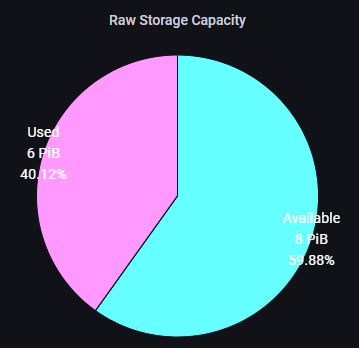 Raw Storage Capacity
Used
6 PiB
40.12%
Available
8 PiB
59.88%